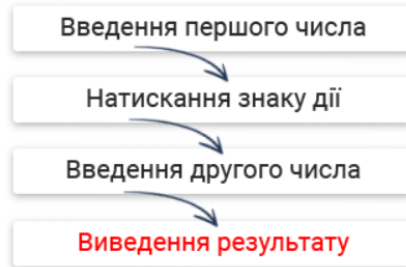 Введення першого числа
Натискання знаку дії
Введення другого числа
Виведення результату